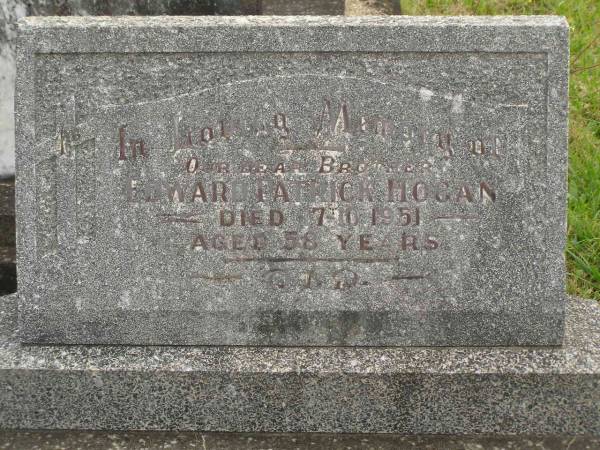 In Loving Memory of
OUR DEAR BROTHER
EDWARD PATRICK HOGAN
DIED 7-10-1951
AGED 58 YEARS
R.I.P.